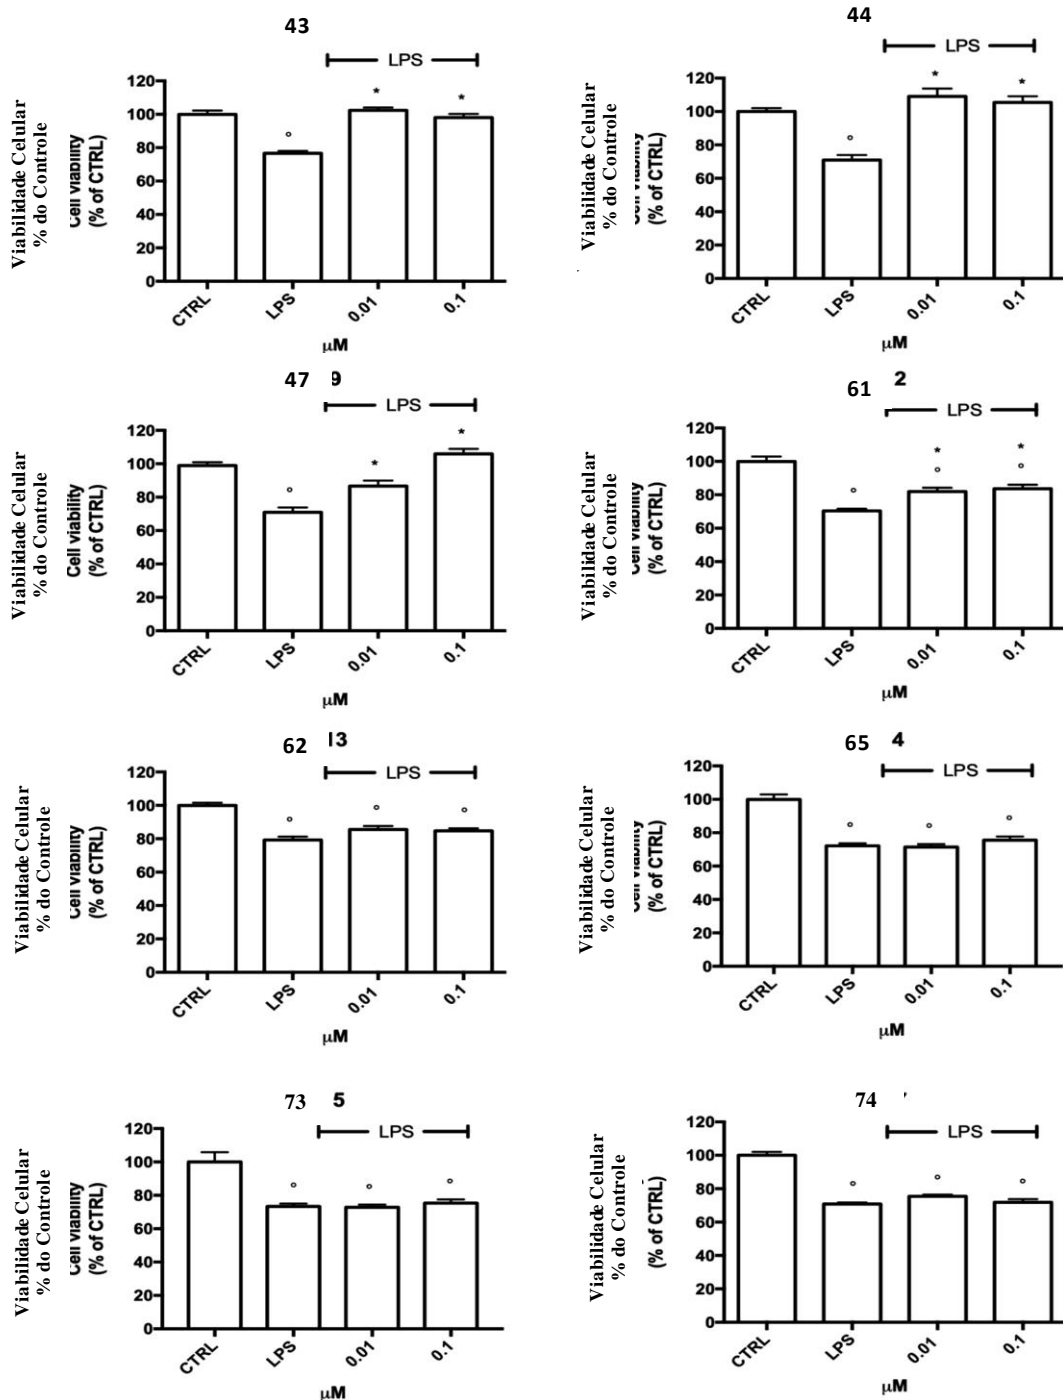 43
LPS
Viabilidade Celular
% do Controle
Cell viability
(% of CTRL)
120
100
80
60
40
20
0
* *
°
CTRL LPS 0.01 0.1
µM
44
LPS
Viabilidade Celular
% do Controle
(% of CTRL)
120
100
80
60
40
20
0
* *
°
CTRL LPS 0.01 0.1
µM
47 9
LPS
Viabilidade Celular
% do Controle
Cell viability
(% of CTRL)
120
100
80
60
40
20
0
* *
°
CTRL LPS 0.01 0.1
µM
61 2
LPS
Viabilidade Celular
% do Controle
(% of CTRL)
120
100
80
60
40
20
0
* *
° ° °
CTRL LPS 0.01 0.1
µM
62 13
LPS
Viabilidade Celular
% do Controle
Cell viability
(% of CTRL)
120
100
80
60
40
20
0
° ° °
CTRL LPS 0.01 0.1
µM
65 4
LPS
Viabilidade Celular
% do Controle
(% of CTRL)
120
100
80
60
40
20
0
° ° °
CTRL LPS 0.01 0.1
µM
73 5
LPS
Viabilidade Celular
% do Controle
Cell viability
(% of CTRL)
120
100
80
60
40
20
0
° ° °
CTRL LPS 0.01 0.1
µM
74
LPS
Viabilidade Celular
% do Controle
(% of CTRL)
120
100
80
60
40
20
0
° ° °
CTRL LPS 0.01 0.1
µM